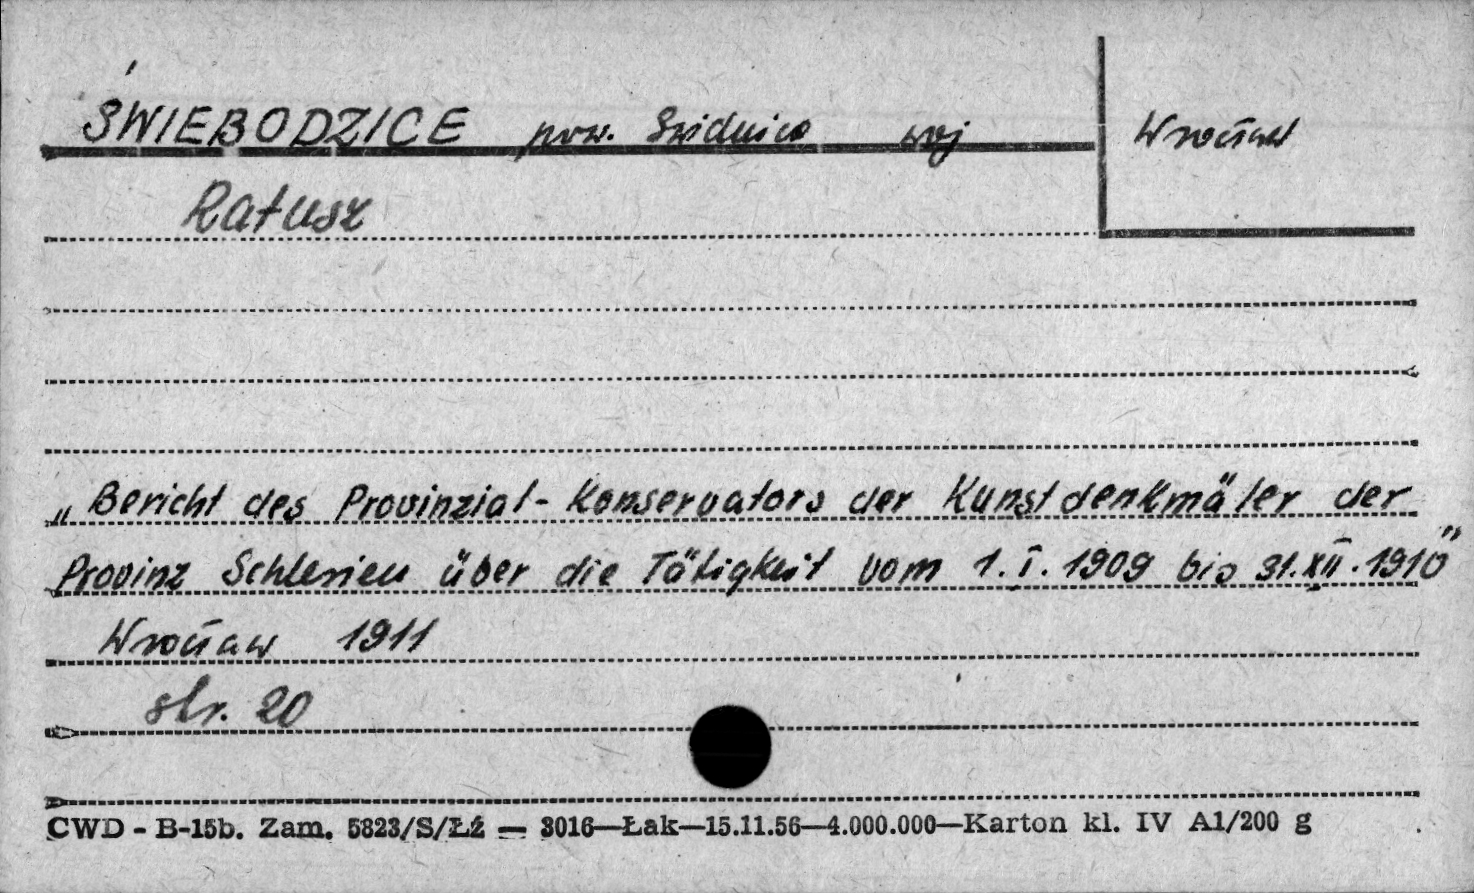 ŚWIEBODZICE pow. Świdnica woj Wrocław
Ratusz
„Bericht des Provinzial-Konservators der Kunstdenkmäler der
Provinz Schlesien über die Tätigkeit vom 1.I.1909 bis 31.XII.1910"
Wrocław 1911
str. 20
CWD - B-15b. Zam. 5823/S/Łź — 3016—Łak—15.11.56—4.000.000—Karton kl. IV A1/200 g